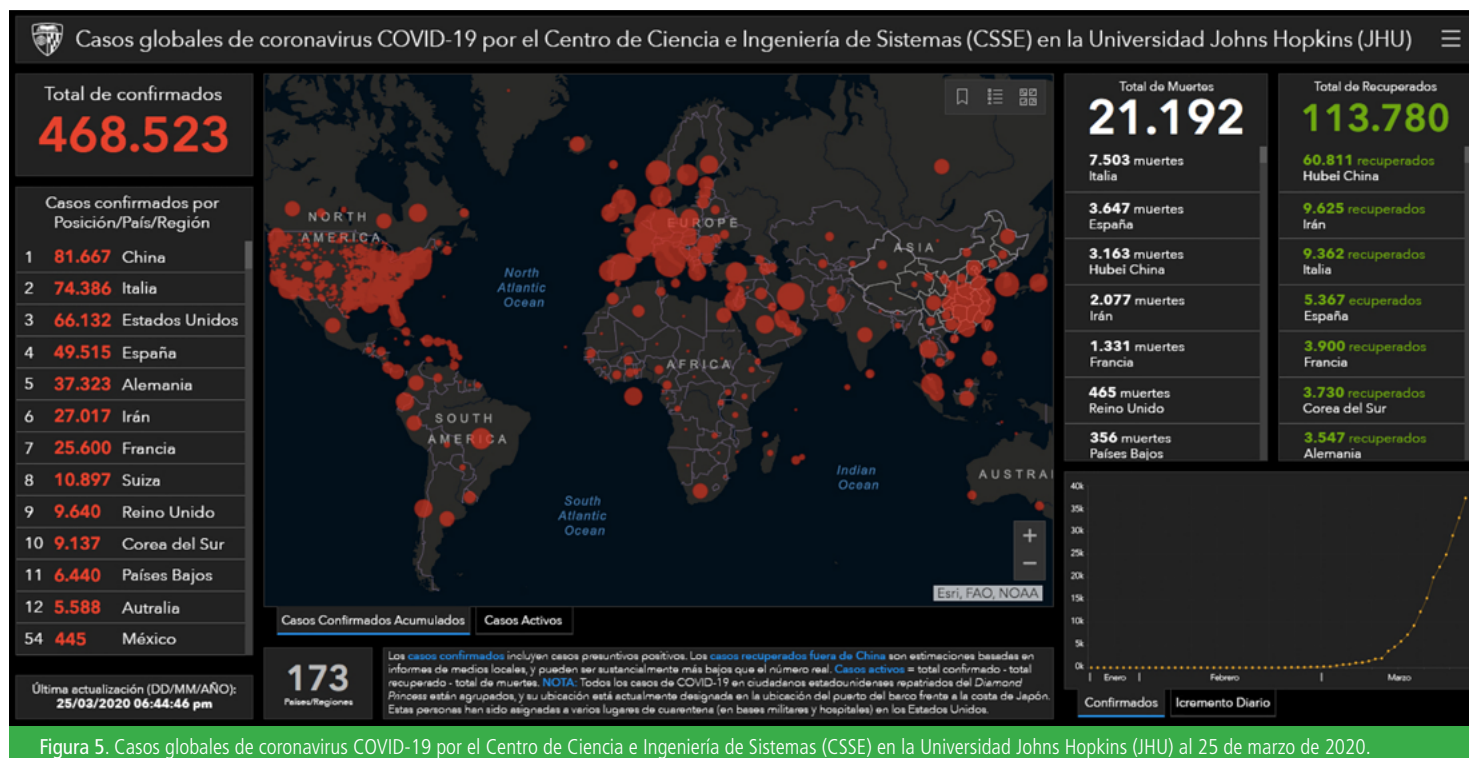 Casos globales de coronavirus COVID-19 por el Centro de Ciencia e Ingeniería de Sistemas (CSSE) en la Universidad Johns Hopkins (JHU)
Total de confirmados
468.523
Casos confirmados por
Posición/País/Región
1 81.667 China
2 74.386 Italia
3 66.132 Estados Unidos
4 49.515 España
5 37.323 Alemania
6 27.017 Irán
7 25.600 Francia
8 10.897 Suiza
9 9.640 Reino Unido
10 9.137 Corea del Sur
11 6.440 Países Bajos
12 5.588 Autralia
54 445 México
Última actualización (DD/MM/AÑO):
25/03/2020 06:44:46 pm
NORTH
AMERICA
EUROPE
ASIA
North
Atlantic
Ocean
AFRICA
SOUTH
AMERICA
Indian
Ocean
AUSTRAI
South
Atlantic
Ocean
+
−
Esri, FAO, NOAA
Casos Confirmados Acumulados
Casos Activos
173
Países/Regiones
Los casos confirmados incluyen casos presuntivos positivos. Los casos recuperados fuera de China son estimaciones basadas en
informes de medios locales, y pueden ser sustancialmente más bajos que el número real. Casos activos = total confirmado - total
recuperado - total de muertes. NOTA: Todos los casos de COVID-19 en ciudadanos estadounidenses repatriados del Diamond
Princess están agrupados, y su ubicación está actualmente designada en la ubicación del puerto del barco frente a la costa de Japón.
Estas personas han sido asignadas a varios lugares de cuarentena (en bases militares y hospitales) en los Estados Unidos.
Total de Muertes
21.192
7.503 muertes
Italia
3.647 muertes
España
3.163 muertes
Hubei China
2.077 muertes
Irán
1.331 muertes
Francia
465 muertes
Reino Unido
356 muertes
Países Bajos
Total de Recuperados
113.780
60.811 recuperados
Hubei China
9.625 recuperados
Irán
9.362 recuperados
Italia
5.367 ecuperados
España
3.900 recuperados
Francia
3.730 recuperados
Corea del Sur
3.547 recuperados
Alemania
40k
35k
30k
25k
20k
15k
10k
5k
0k
Enero
Febrero
Marzo
Confirmados
Icremento Diario
Figura 5. Casos globales de coronavirus COVID-19 por el Centro de Ciencia e Ingeniería de Sistemas (CSSE) en la Universidad Johns Hopkins (JHU) al 25 de marzo de 2020.